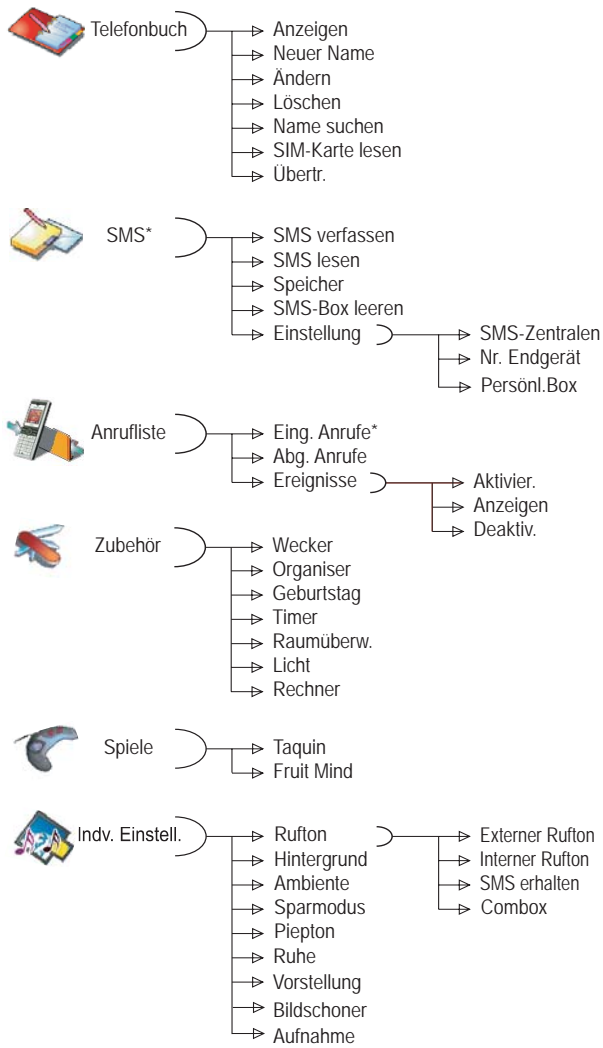 Telefonbuch Anzeigen
Neuer Name
Ändern
Löschen
Name suchen
SIM-Karte lesen
Übertr.
SMS* SMS verfassen
SMS lesen
Speicher
SMS-Box leeren
Einstellung SMS-Zentralen
Nr. Endgerät
Persönl.Box
Anrufliste Eing. Anrufe*
Abg. Anrufe
Ereignisse Aktivier.
Anzeigen
Deaktiv.
Zubehör Wecker
Organiser
Geburtstag
Timer
Raumüberw.
Licht
Rechner
Spiele Taquin
Fruit Mind
Indv. Einstell. Rufton Externer Rufton
Hintergrund Interner Rufton
Ambiente SMS erhalten
Sparmodus Combox
Piepton
Ruhe
Vorstellung
Bildschoner
Aufnahme